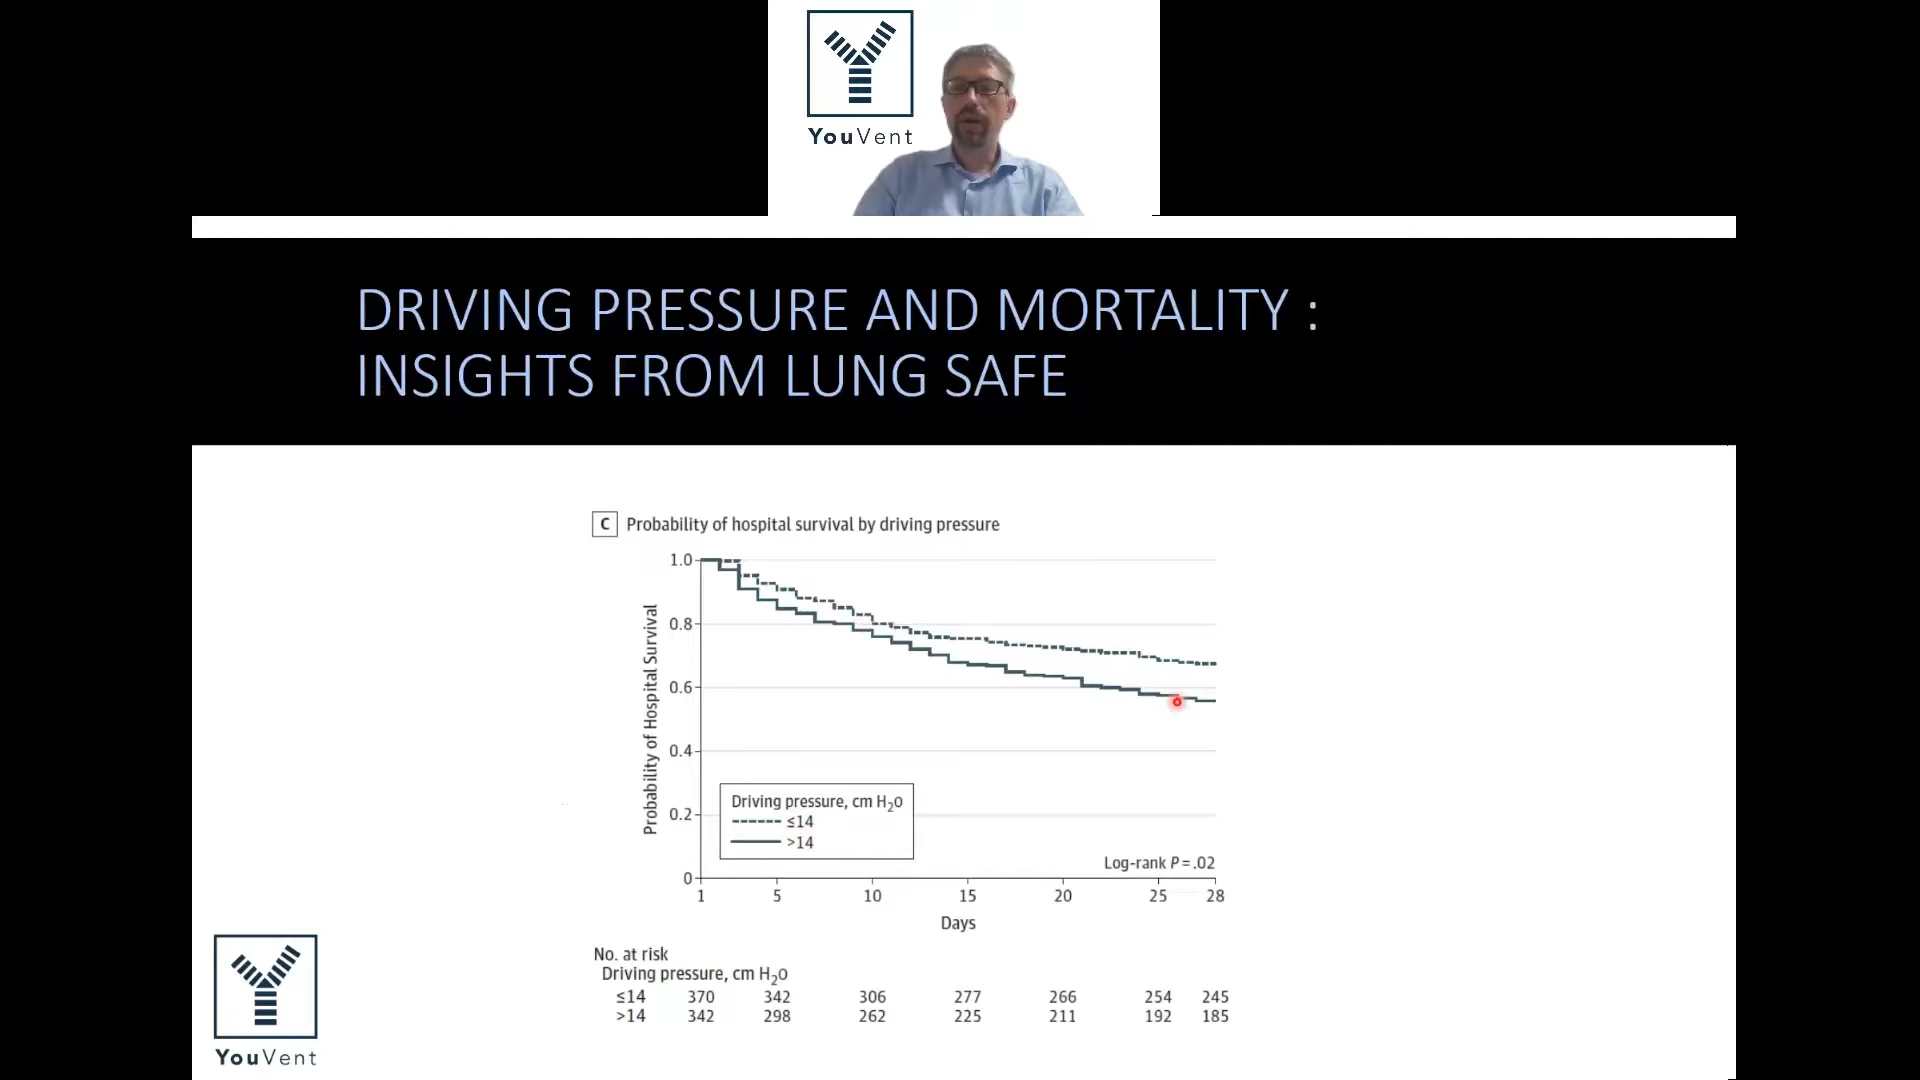 YouVent
DRIVING PRESSURE AND MORTALITY :
INSIGHTS FROM LUNG SAFE
C Probability of hospital survival by driving pressure
Probability of Hospital Survival
1.0
0.8
0.6
0.4
0.2
0
Driving pressure, cm H2O
≤14
>14
Log-rank P = .02
1 5 10 15 20 25 28
Days
No. at risk
Driving pressure, cm H2O
≤14 370 342 306 277 266 254 245
>14 342 298 262 225 211 192 185
YouVent